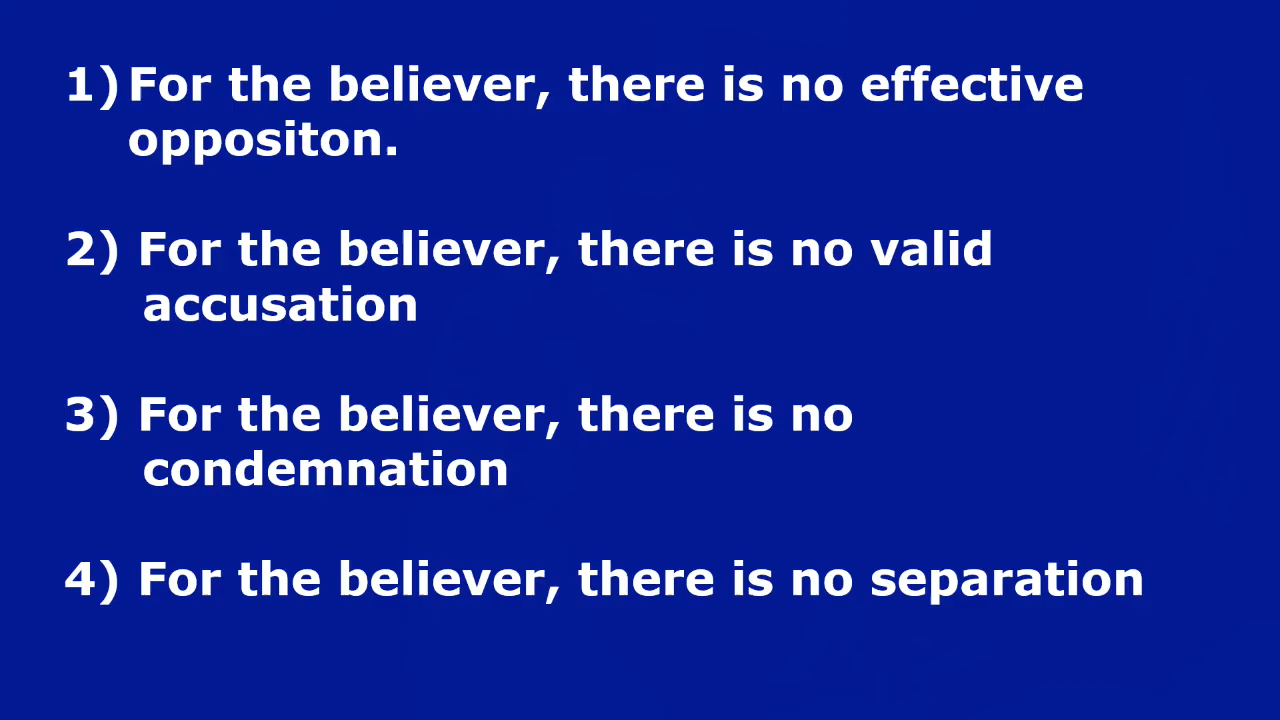 1) For the believer, there is no effective
oppositon.
2) For the believer, there is no valid
accusation
3) For the believer, there is no
condemnation
4) For the believer, there is no separation